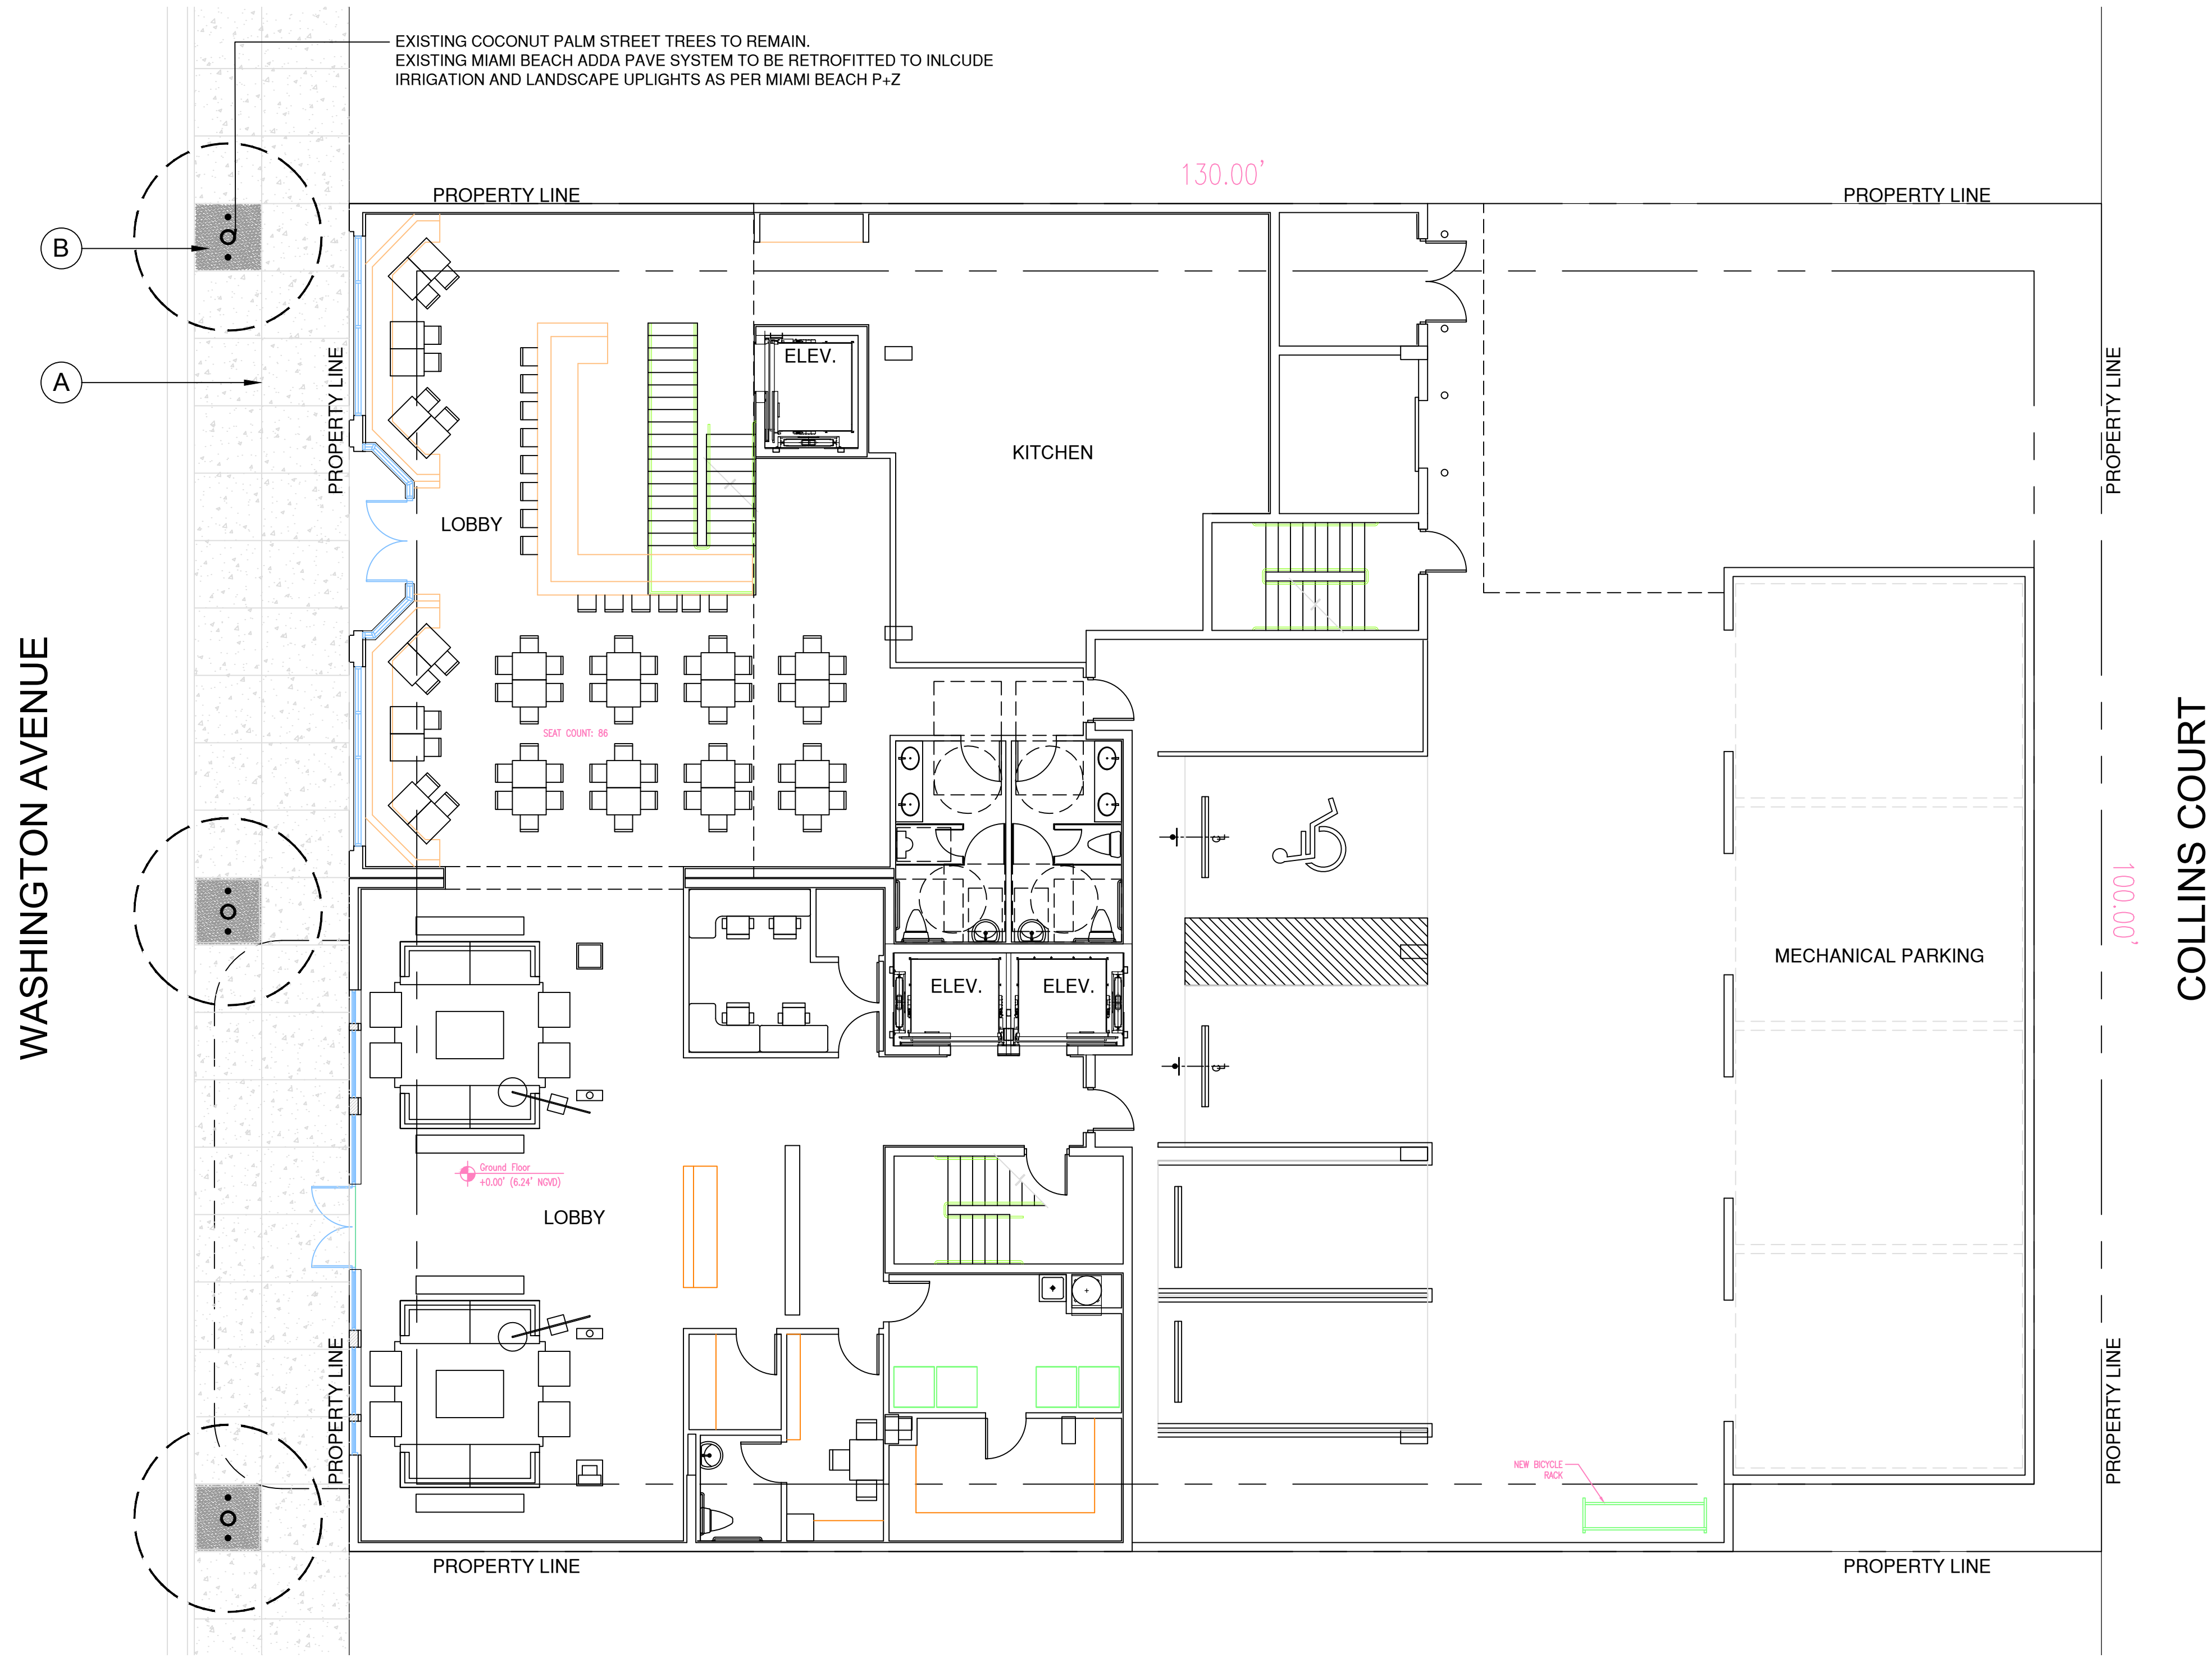 EXISTING COCONUT PALM STREET TREES TO REMAIN.
EXISTING MIAMI BEACH ADDA PAVE SYSTEM TO BE RETROFITTED TO INLCUDE
IRRIGATION AND LANDSCAPE UPLIGHTS AS PER MIAMI BEACH P+Z
130.00'
PROPERTY LINE
PROPERTY LINE
B
A
PROPERTY LINE
ELEV.
PROPERTY LINE
KITCHEN
LOBBY
WASHINGTON AVENUE
SEAT COUNT: 86
COLLINS COURT
100.00'
MECHANICAL PARKING
ELEV.
ELEV.
Ground Floor
+0.00' (6.24' NGVD)
LOBBY
PROPERTY LINE
PROPERTY LINE
NEW BICYCLE
RACK
PROPERTY LINE
PROPERTY LINE